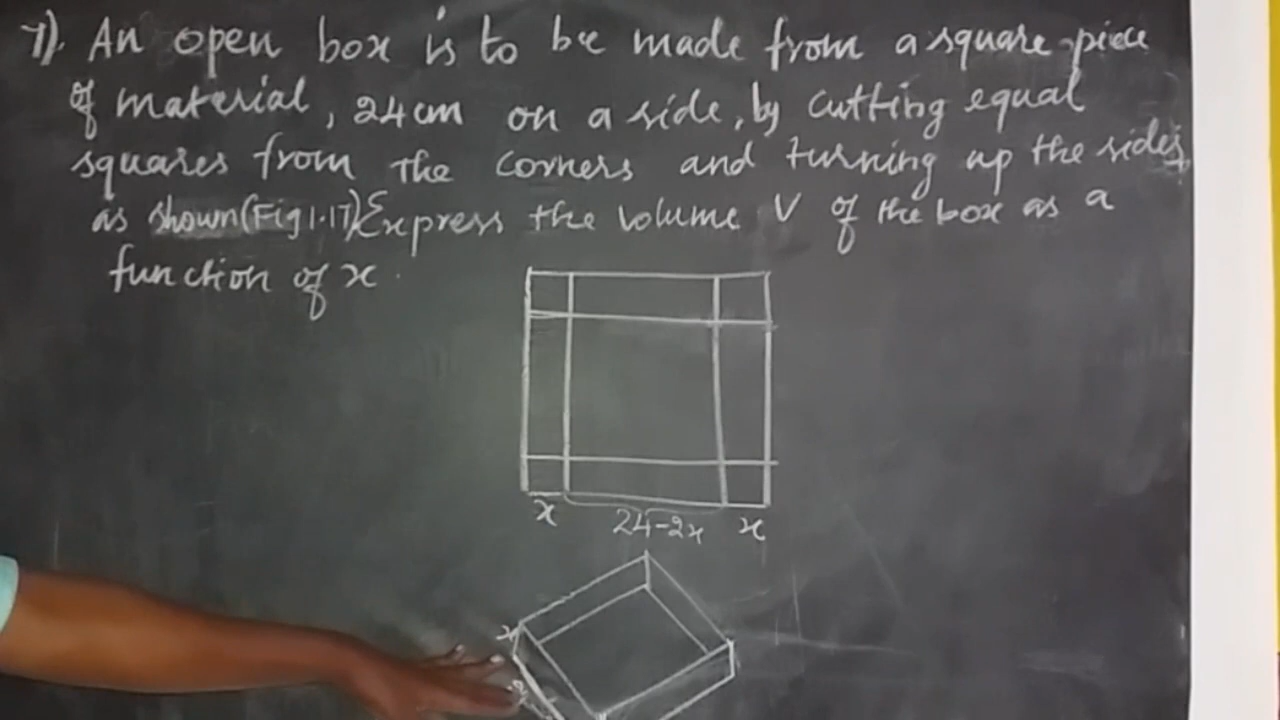 7). An open box is to be made from a square piece
of material, 24cm on a side, by cutting equal
squares from the corners and turning up the sides
as shown (Fig 1.17) Express the volume V of the box as a
function of x.
x 24-2x x
x